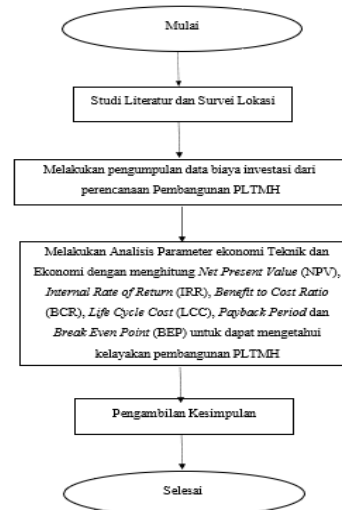 Mulai
Studi Literatur dan Survei Lokasi
Melakukan pengumpulan data biaya investasi dari
perencanaan Pembangunan PLTMH
Melakukan Analisis Parameter ekonomi Teknik dan
Ekonomi dengan menghitung Net Present Value (NPV),
Internal Rate of Return (IRR), Benefit to Cost Ratio
(BCR), Life Cycle Cost (LCC), Payback Period dan
Break Even Point (BEP) untuk dapat mengetahui
kelayakan pembangunan PLTMH
Pengambilan Kesimpulan
Selesai